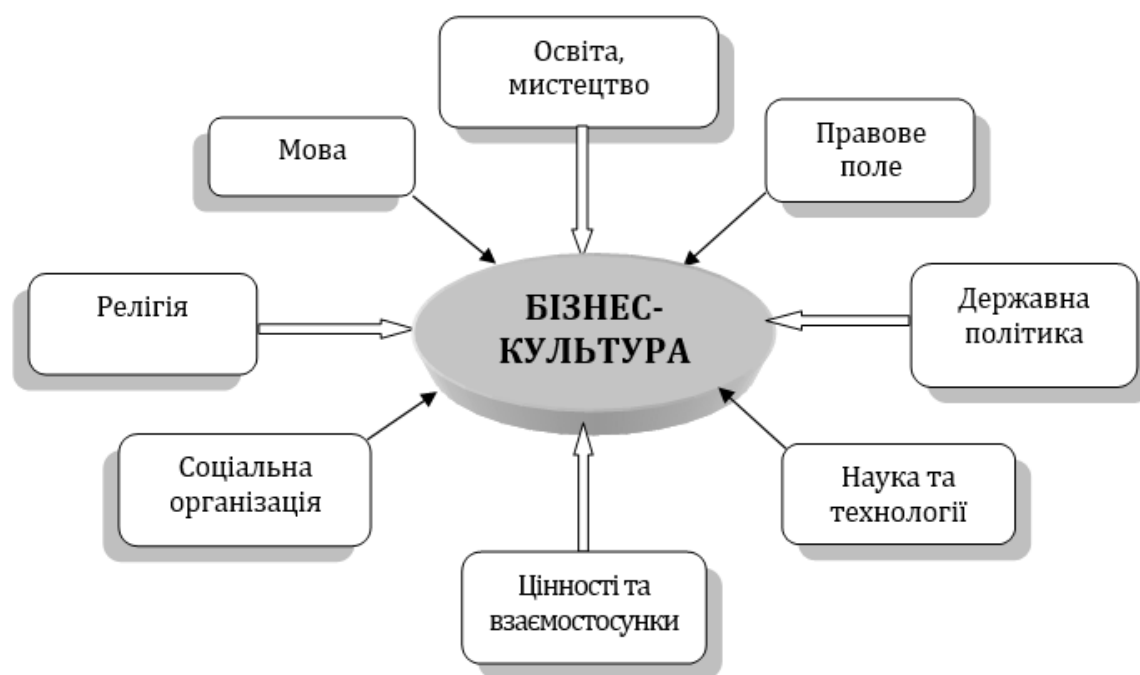 Освіта,
мистецтво
Мова
Правове
поле
Релігія
БІЗНЕС-
КУЛЬТУРА
Державна
політика
Соціальна
організація
Наука та
технології
Цінності та
взаємостосунки